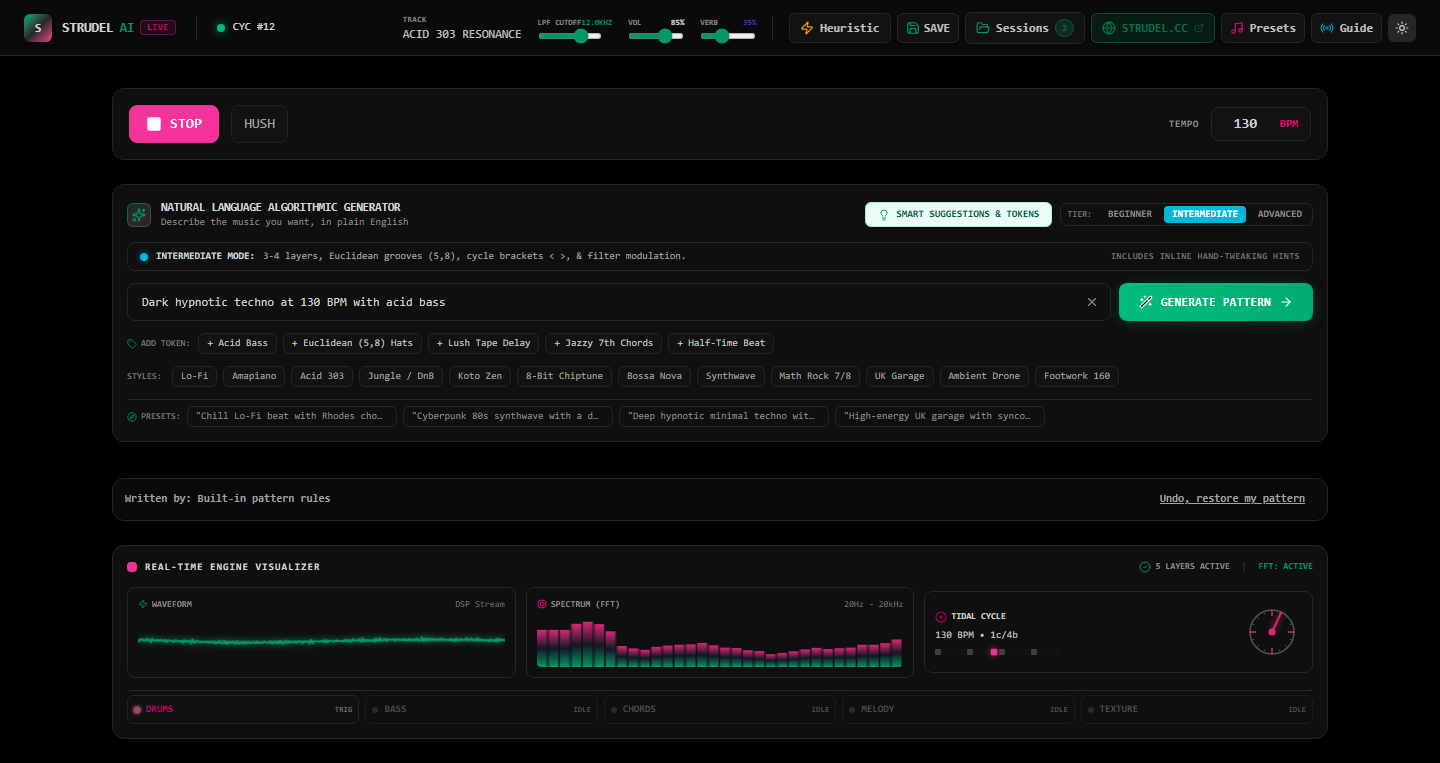 S STRUDEL AI LIVE CYC #12 TRACK ACID 303 RESONANCE LPF CUTOFF 12.0KHZ VOL 85% VERB 35% Heuristic SAVE Sessions 2 STRUDEL.CC Presets Guide
STOP HUSH TEMPO 130 BPM
NATURAL LANGUAGE ALGORITHMIC GENERATOR
Describe the music you want, in plain English
SMART SUGGESTIONS & TOKENS TIER: BEGINNER INTERMEDIATE ADVANCED
INTERMEDIATE MODE: 3-4 layers, Euclidean grooves (5,8), cycle brackets < >, & filter modulation. INCLUDES INLINE HAND-TWEAKING HINTS
Dark hypnotic techno at 130 BPM with acid bass GENERATE PATTERN
ADD TOKEN: + Acid Bass + Euclidean (5,8) Hats + Lush Tape Delay + Jazzy 7th Chords + Half-Time Beat
STYLES: Lo-Fi Amapiano Acid 303 Jungle / DnB Koto Zen 8-Bit Chiptune Bossa Nova Synthwave Math Rock 7/8 UK Garage Ambient Drone Footwork 160
PRESETS: "Chill Lo-Fi beat with Rhodes cho… "Cyberpunk 80s synthwave with a d… "Deep hypnotic minimal techno wit… "High-energy UK garage with synco…
Written by: Built-in pattern rules Undo, restore my pattern
REAL-TIME ENGINE VISUALIZER 5 LAYERS ACTIVE | FFT: ACTIVE
WAVEFORM DSP Stream SPECTRUM (FFT) 20Hz - 20kHz TIDAL CYCLE
130 BPM • 1c/4b
DRUMS TRIG BASS IDLE CHORDS IDLE MELODY IDLE TEXTURE IDLE